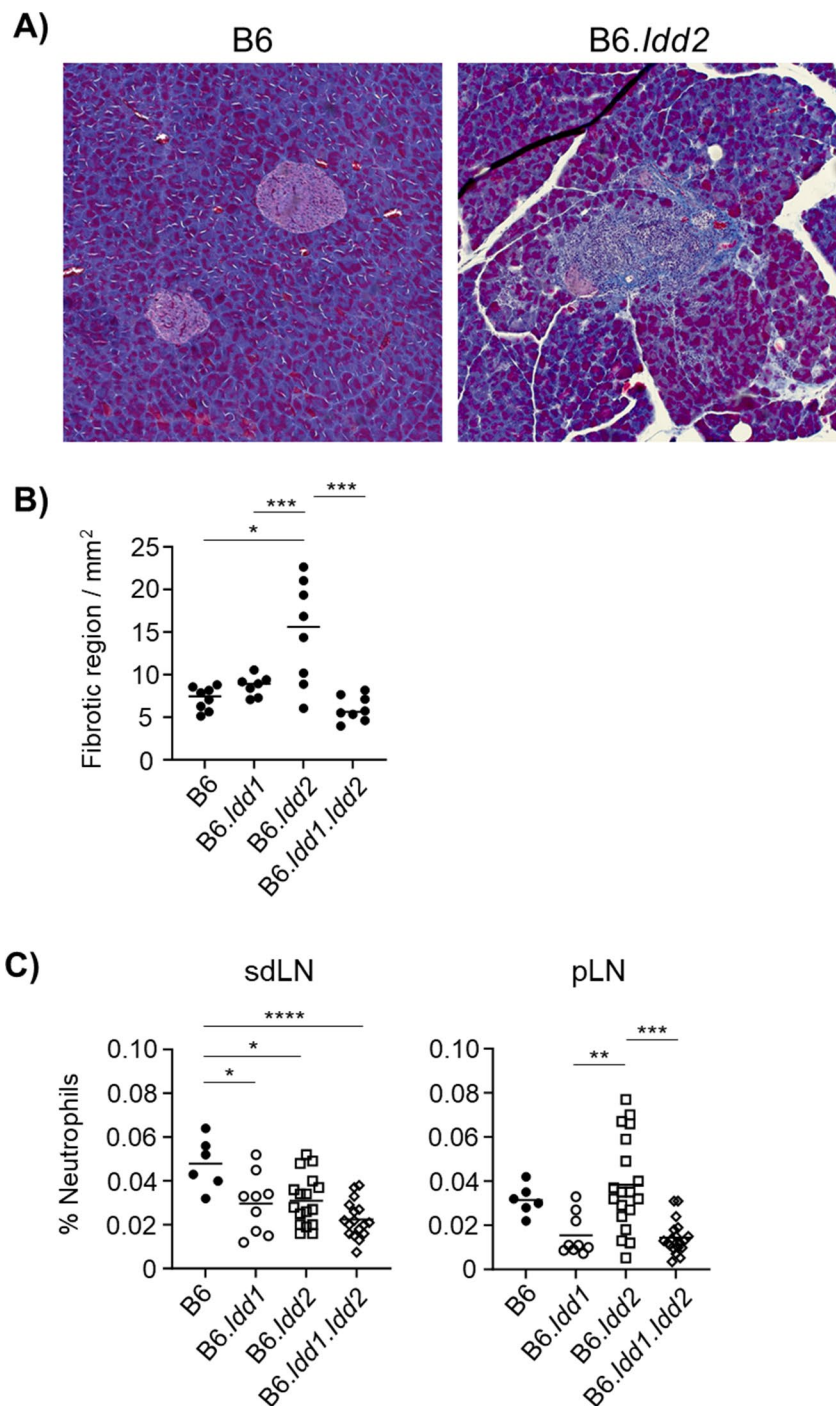 A)
B6
B6.Idd2
B)
***
***
*
Fibrotic region / mm²
25
20
15
10
5
0
B6
B6.Idd1
B6.Idd2
B6.Idd1.Idd2
C)
sdLN
pLN
****
*
*
**
***
% Neutrophils
0.10
0.08
0.06
0.04
0.02
0
B6
B6.Idd1
B6.Idd2
B6.Idd1.Idd2
0.10
0.08
0.06
0.04
0.02
0
B6
B6.Idd1
B6.Idd2
B6.Idd1.Idd2